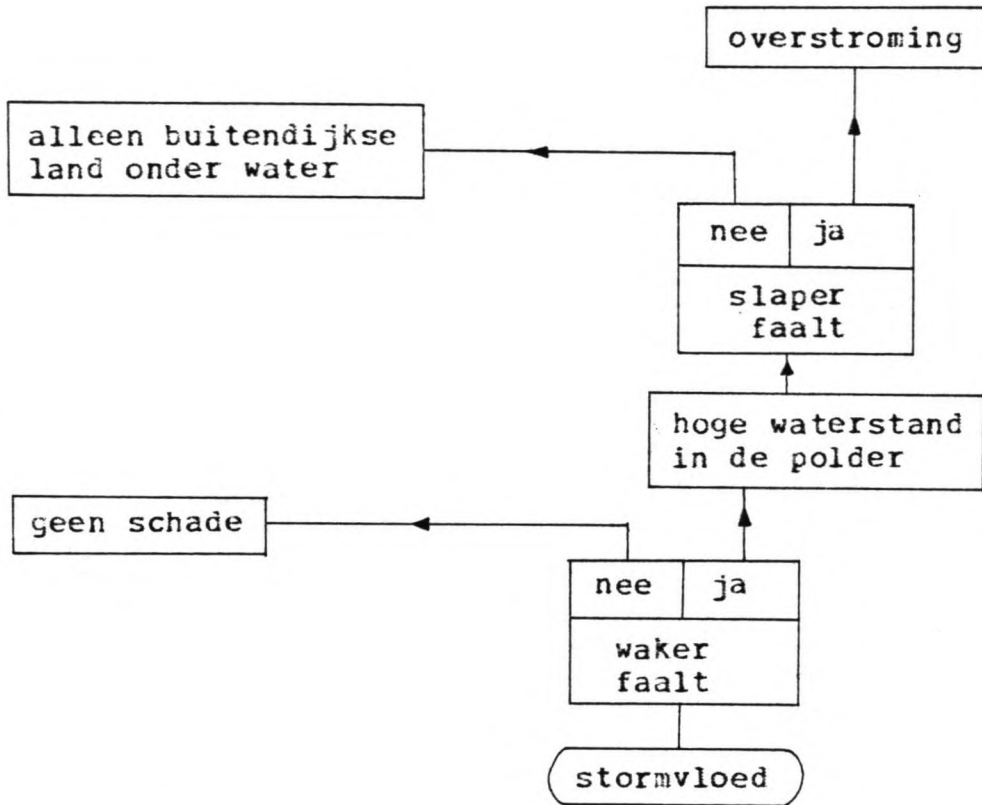 overstroming
alleen buitendijkse
land onder water
nee ja
slaper
faalt
hoge waterstand
in de polder
geen schade
nee ja
waker
faalt
stormvloed